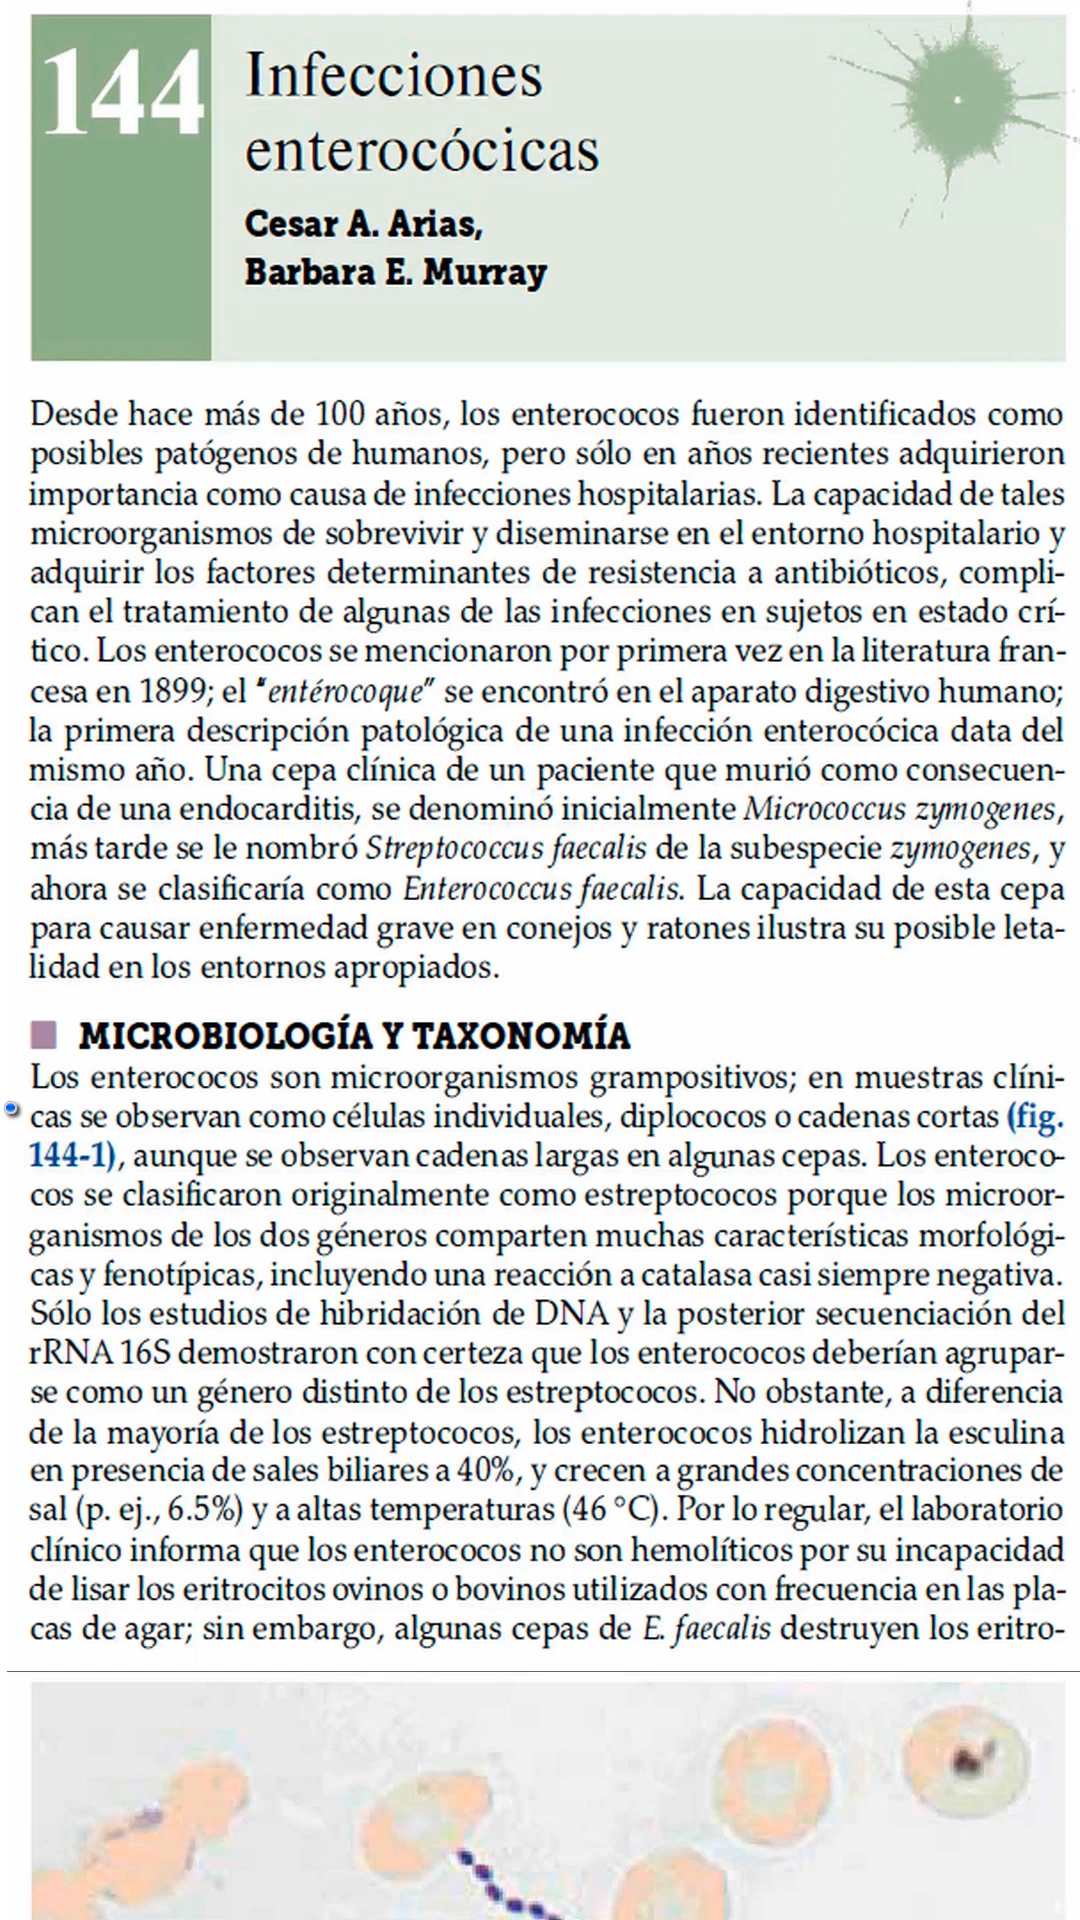 144
Infecciones
enterocócicas
Cesar A. Arias,
Barbara E. Murray
Desde hace más de 100 años, los enterococos fueron identificados como
posibles patógenos de humanos, pero sólo en años recientes adquirieron
importancia como causa de infecciones hospitalarias. La capacidad de tales
microorganismos de sobrevivir y diseminarse en el entorno hospitalario y
adquirir los factores determinantes de resistencia a antibióticos, compli-
can el tratamiento de algunas de las infecciones en sujetos en estado crí-
tico. Los enterococos se mencionaron por primera vez en la literatura fran-
cesa en 1899; el “entérocoque” se encontró en el aparato digestivo humano;
la primera descripción patológica de una infección enterocócica data del
mismo año. Una cepa clínica de un paciente que murió como consecuen-
cia de una endocarditis, se denominó inicialmente Micrococcus zymogenes,
más tarde se le nombró Streptococcus faecalis de la subespecie zymogenes, y
ahora se clasificaría como Enterococcus faecalis. La capacidad de esta cepa
para causar enfermedad grave en conejos y ratones ilustra su posible leta-
lidad en los entornos apropiados.
MICROBIOLOGÍA Y TAXONOMÍA
Los enterococos son microorganismos grampositivos; en muestras clíni-
cas se observan como células individuales, diplococos o cadenas cortas (fig.
144-1), aunque se observan cadenas largas en algunas cepas. Los enteroco-
cos se clasificaron originalmente como estreptococos porque los microor-
ganismos de los dos géneros comparten muchas características morfológi-
cas y fenotípicas, incluyendo una reacción a catalasa casi siempre negativa.
Sólo los estudios de hibridación de DNA y la posterior secuenciación del
rRNA 16S demostraron con certeza que los enterococos deberían agrupar-
se como un género distinto de los estreptococos. No obstante, a diferencia
de la mayoría de los estreptococos, los enterococos hidrolizan la esculina
en presencia de sales biliares a 40%, y crecen a grandes concentraciones de
sal (p. ej., 6.5%) y a altas temperaturas (46 °C). Por lo regular, el laboratorio
clínico informa que los enterococos no son hemolíticos por su incapacidad
de lisar los eritrocitos ovinos o bovinos utilizados con frecuencia en las pla-
cas de agar; sin embargo, algunas cepas de E. faecalis destruyen los eritro-